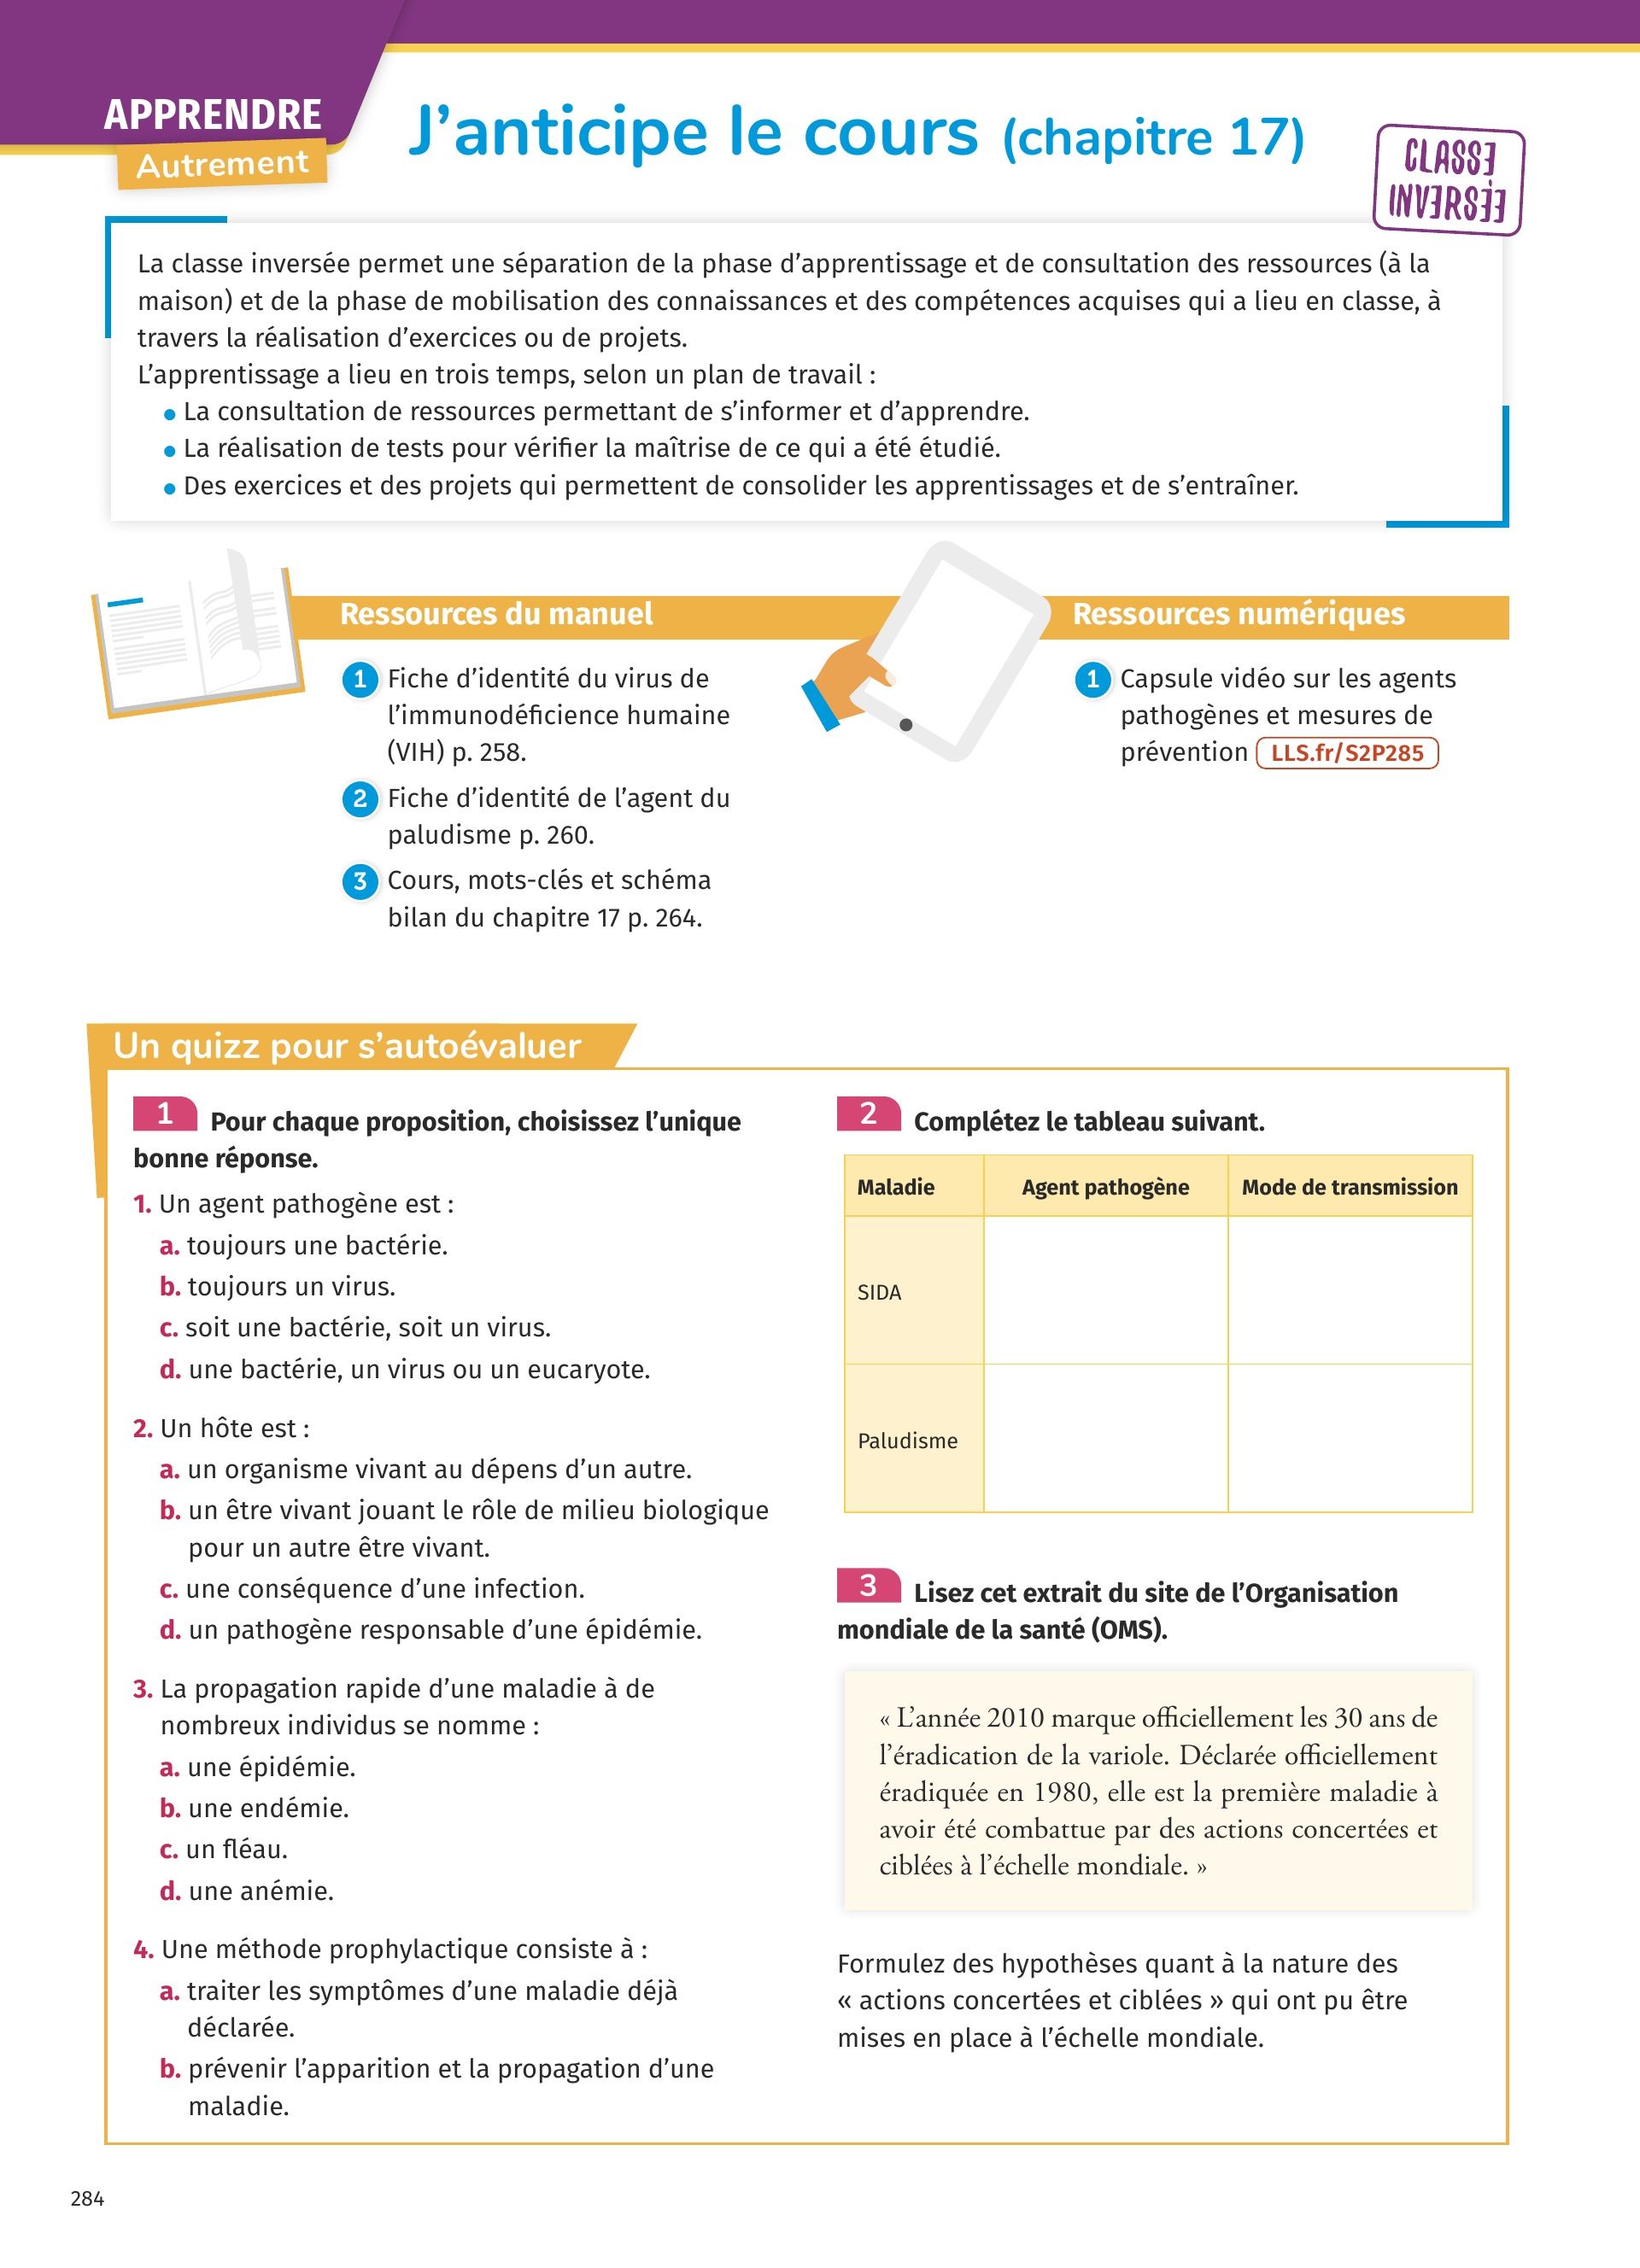 APPRENDRE
Autrement
J’anticipe le cours (chapitre 17)
CLASSE
INVERSÉE
La classe inversée permet une séparation de la phase d’apprentissage et de consultation des ressources (à la
maison) et de la phase de mobilisation des connaissances et des compétences acquises qui a lieu en classe, à
travers la réalisation d’exercices ou de projets.
L’apprentissage a lieu en trois temps, selon un plan de travail :
• La consultation de ressources permettant de s’informer et d’apprendre.
• La réalisation de tests pour vérifier la maîtrise de ce qui a été étudié.
• Des exercices et des projets qui permettent de consolider les apprentissages et de s’entraîner.
Ressources du manuel
1 Fiche d’identité du virus de
l’immunodéficience humaine
(VIH) p. 258.
2 Fiche d’identité de l’agent du
paludisme p. 260.
3 Cours, mots-clés et schéma
bilan du chapitre 17 p. 264.
Ressources numériques
1 Capsule vidéo sur les agents
pathogènes et mesures de
prévention LLS.fr/S2P285
Un quizz pour s’autoévaluer
1 Pour chaque proposition, choisissez l’unique
bonne réponse.
1. Un agent pathogène est :
a. toujours une bactérie.
b. toujours un virus.
c. soit une bactérie, soit un virus.
d. une bactérie, un virus ou un eucaryote.
2. Un hôte est :
a. un organisme vivant au dépens d’un autre.
b. un être vivant jouant le rôle de milieu biologique
pour un autre être vivant.
c. une conséquence d’une infection.
d. un pathogène responsable d’une épidémie.
3. La propagation rapide d’une maladie à de
nombreux individus se nomme :
a. une épidémie.
b. une endémie.
c. un fléau.
d. une anémie.
4. Une méthode prophylactique consiste à :
a. traiter les symptômes d’une maladie déjà
déclarée.
b. prévenir l’apparition et la propagation d’une
maladie.
2 Complétez le tableau suivant.
Maladie Agent pathogène Mode de transmission
SIDA
Paludisme
3 Lisez cet extrait du site de l’Organisation
mondiale de la santé (OMS).
« L’année 2010 marque officiellement les 30 ans de
l’éradication de la variole. Déclarée officiellement
éradiquée en 1980, elle est la première maladie à
avoir été combattue par des actions concertées et
ciblées à l’échelle mondiale. »
Formulez des hypothèses quant à la nature des
« actions concertées et ciblées » qui ont pu être
mises en place à l’échelle mondiale.
284